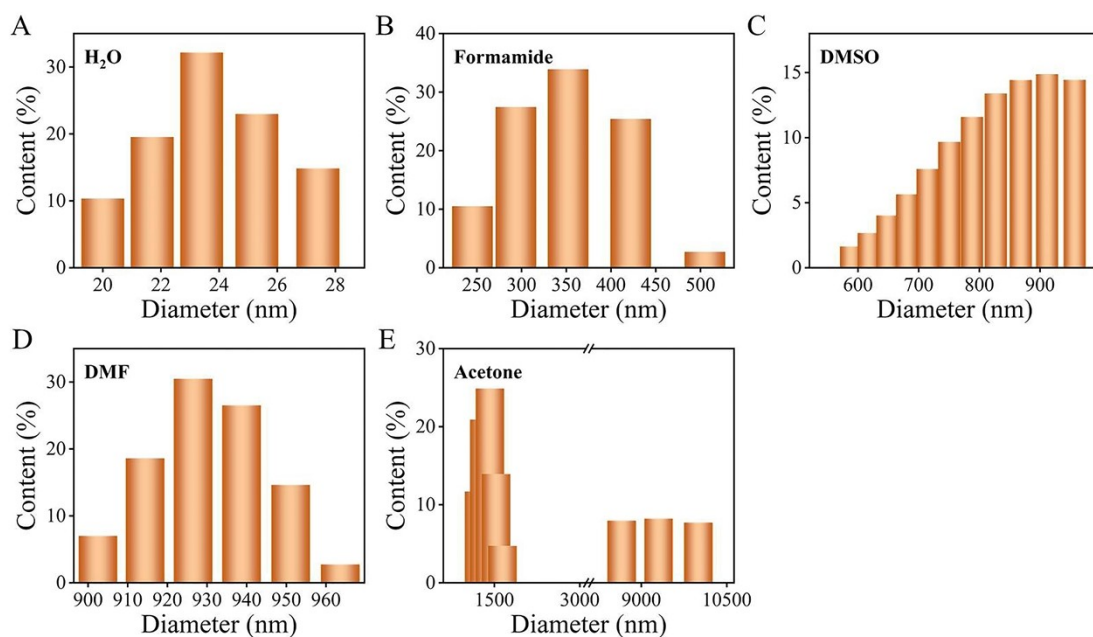 A
H₂O
Content (%)
30
20
10
0
20 22 24 26 28
Diameter (nm)
B
Formamide
Content (%)
40
30
20
10
0
250 300 350 400 450 500
Diameter (nm)
C
DMSO
Content (%)
15
10
5
0
600 700 800 900
Diameter (nm)
D
DMF
Content (%)
30
20
10
0
900 910 920 930 940 950 960
Diameter (nm)
E
Acetone
Content (%)
30
20
10
0
1500 3000 9000 10500
Diameter (nm)